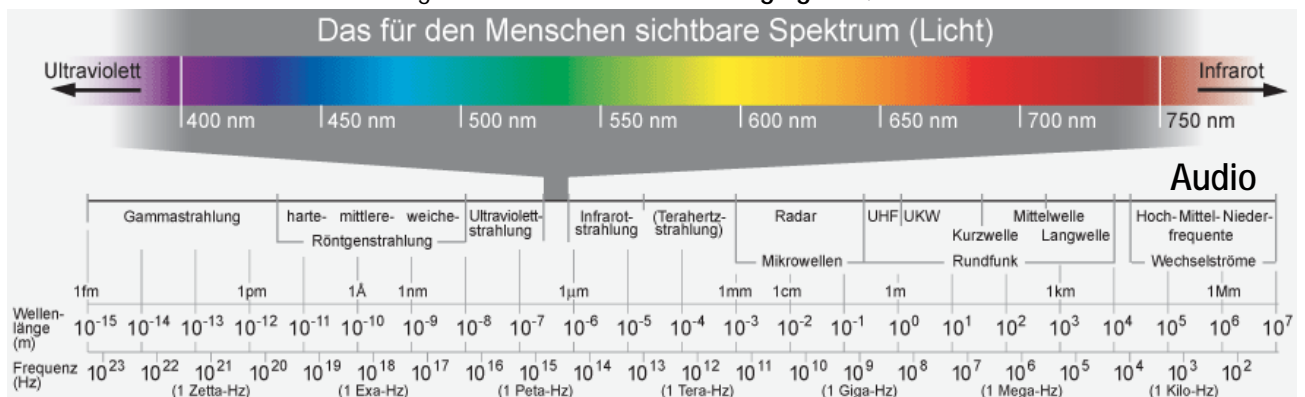 Das für den Menschen sichtbare Spektrum (Licht)
Ultraviolett
Infrarot
400 nm 450 nm 500 nm 550 nm 600 nm 650 nm 700 nm 750 nm
Audio
Gammastrahlung harte- mittlere- weiche- Ultraviolett- Infrarot- (Terahertz- Radar UHF UKW Mittelwelle Hoch- Mittel- Nieder-
Röntgenstrahlung strahlung strahlung strahlung) Kurzwelle Langwelle frequente
Mikrowellen Rundfunk Wechselströme
1fm 1pm 1Å 1nm 1µm 1mm 1cm 1m 1km 1Mm
Wellen-
länge
(m)
10⁻¹⁵ 10⁻¹⁴ 10⁻¹³ 10⁻¹² 10⁻¹¹ 10⁻¹⁰ 10⁻⁹ 10⁻⁸ 10⁻⁷ 10⁻⁶ 10⁻⁵ 10⁻⁴ 10⁻³ 10⁻² 10⁻¹ 10⁰ 10¹ 10² 10³ 10⁴ 10⁵ 10⁶ 10⁷
Frequenz
(Hz)
10²³ 10²² 10²¹ 10²⁰ 10¹⁹ 10¹⁸ 10¹⁷ 10¹⁶ 10¹⁵ 10¹⁴ 10¹³ 10¹² 10¹¹ 10¹⁰ 10⁹ 10⁸ 10⁷ 10⁶ 10⁵ 10⁴ 10³ 10²
(1 Zetta-Hz) (1 Exa-Hz) (1 Peta-Hz) (1 Tera-Hz) (1 Giga-Hz) (1 Mega-Hz) (1 Kilo-Hz)